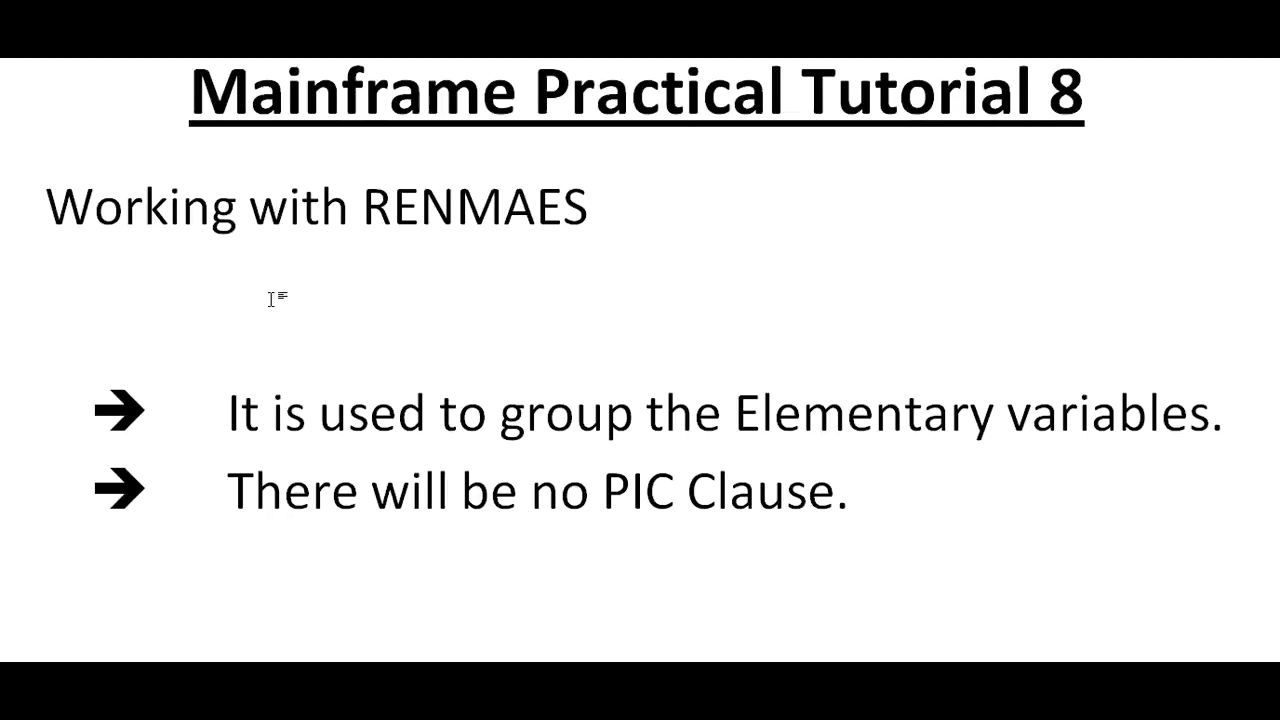 Mainframe Practical Tutorial 8
Working with RENMAES
➔ It is used to group the Elementary variables.
➔ There will be no PIC Clause.